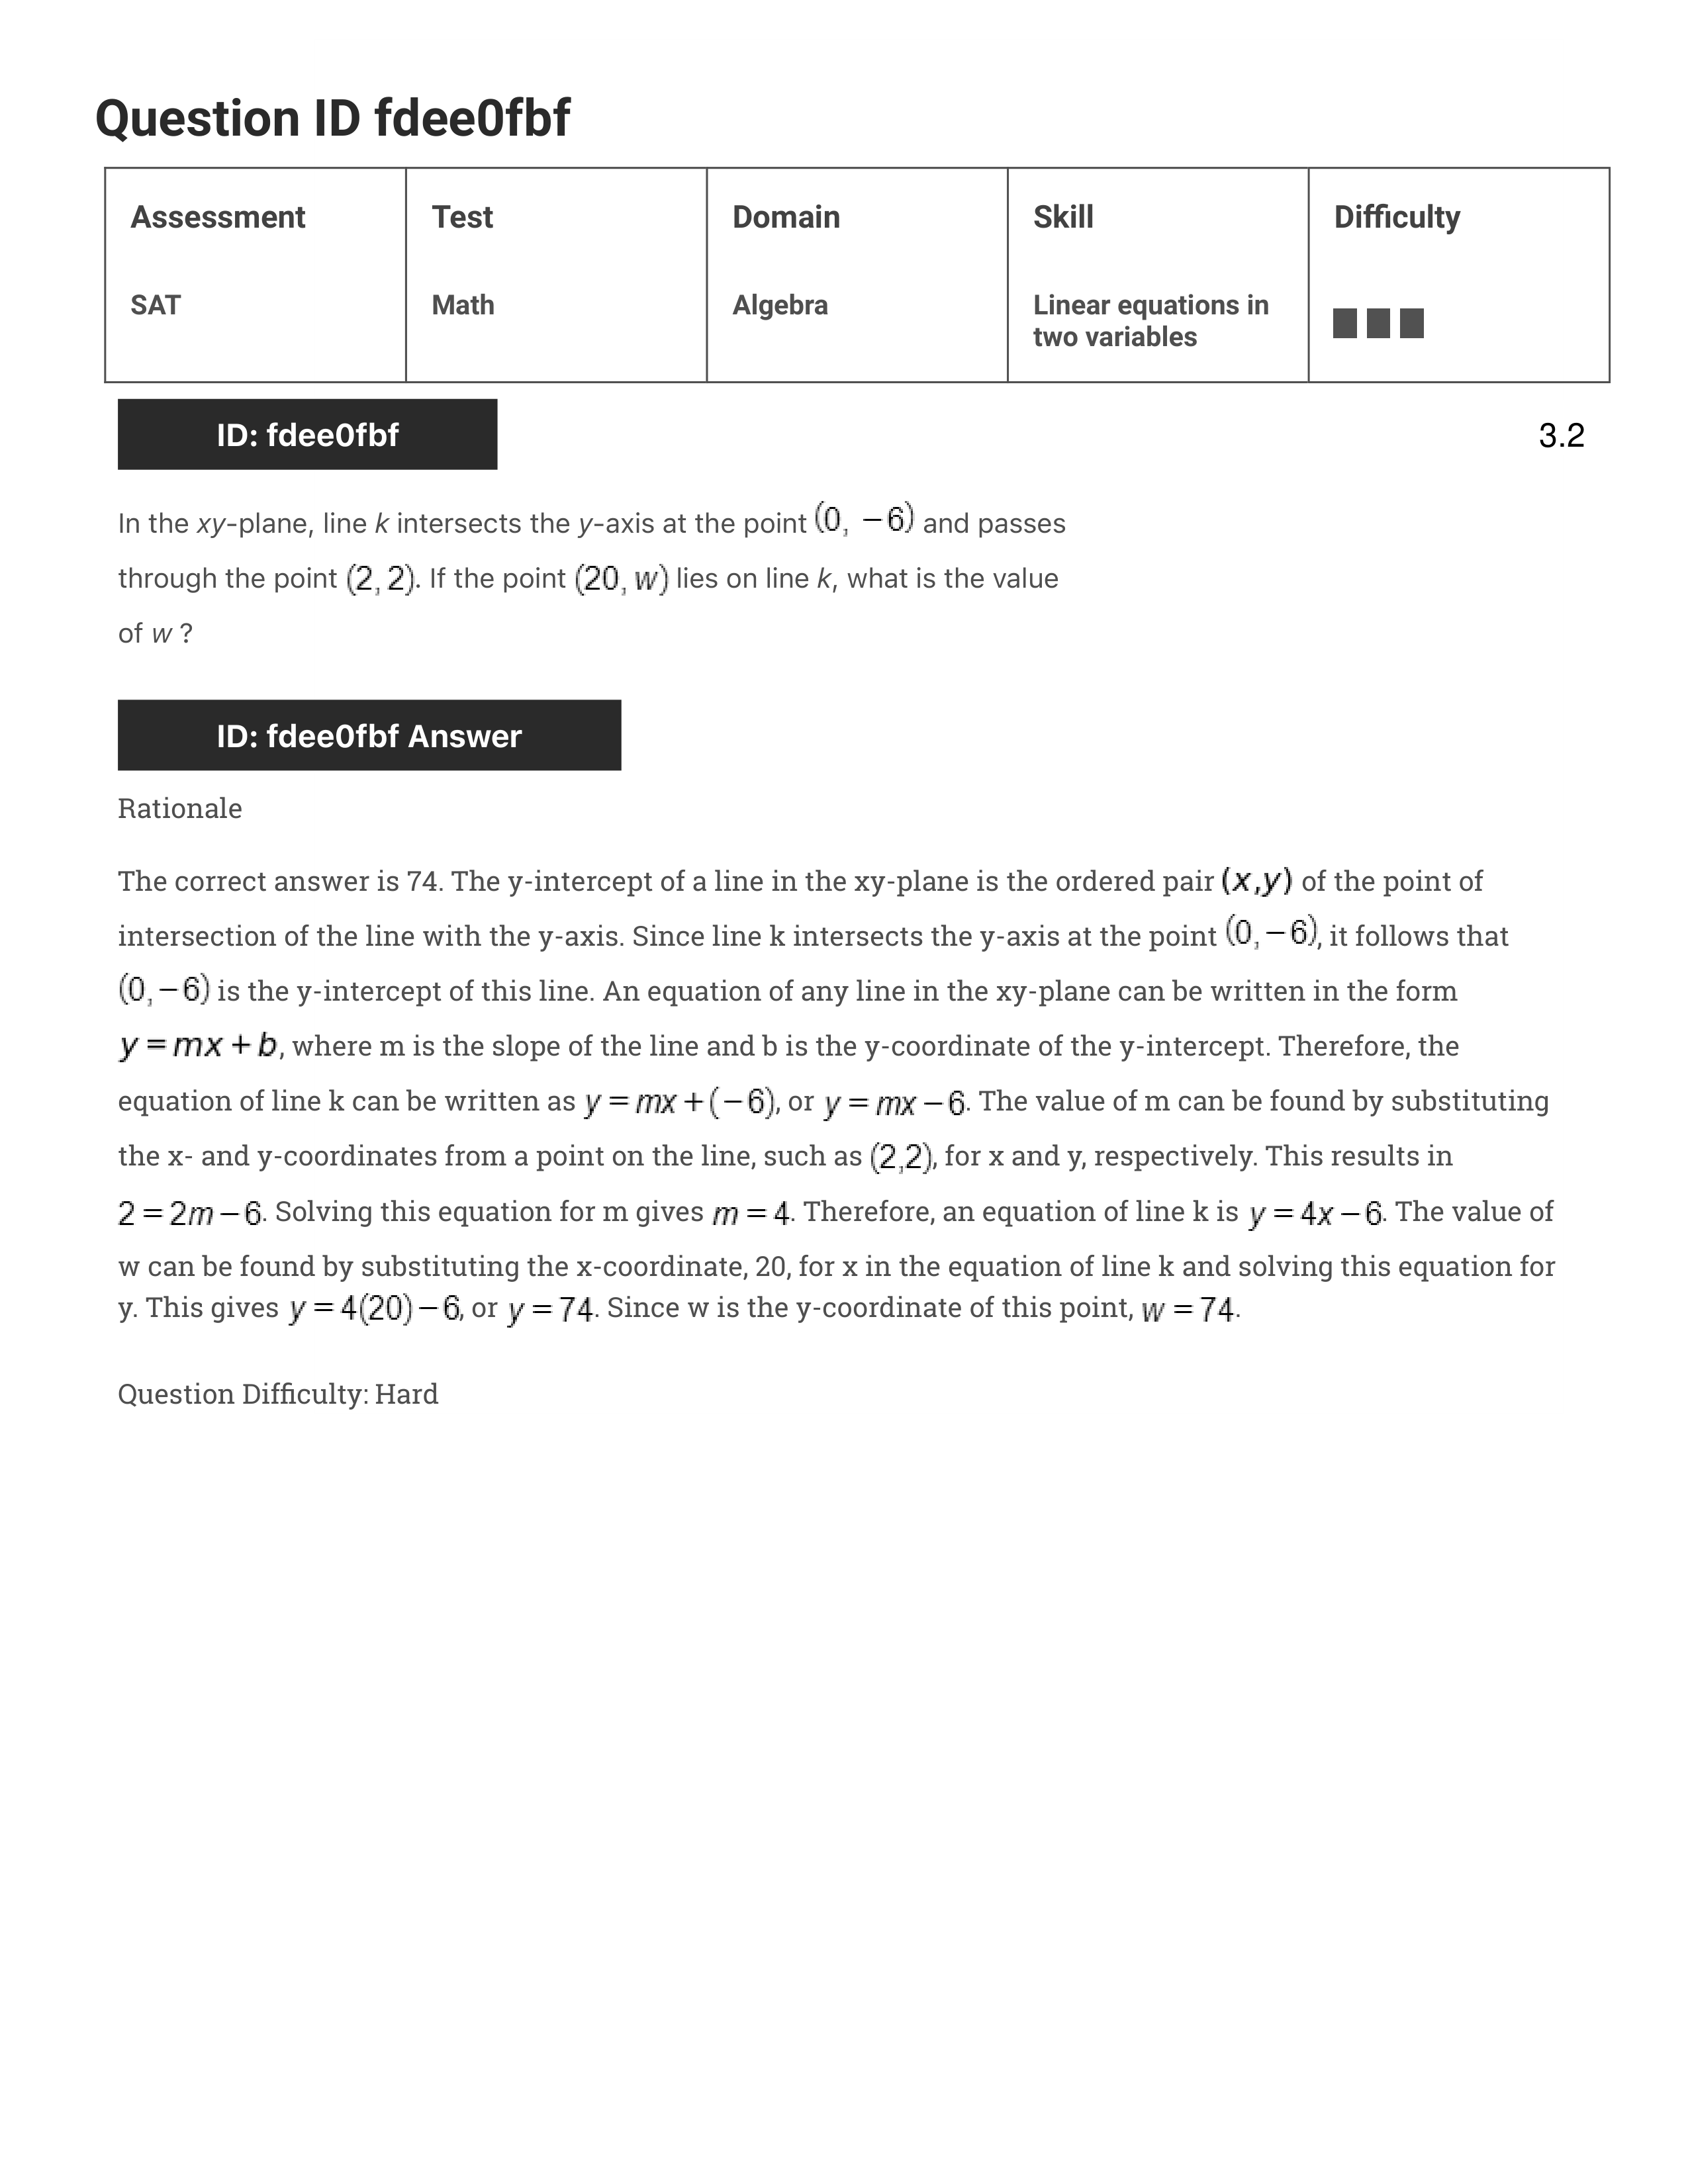 Question ID fdee0fbf
Assessment
Test
Domain
Skill
Difficulty
SAT
Math
Algebra
Linear equations in
two variables
ID: fdee0fbf
3.2
In the xy-plane, line k intersects the y-axis at the point (0, −6) and passes
through the point (2, 2). If the point (20, w) lies on line k, what is the value
of w ?
ID: fdee0fbf Answer
Rationale
The correct answer is 74. The y-intercept of a line in the xy-plane is the ordered pair (x,y) of the point of
intersection of the line with the y-axis. Since line k intersects the y-axis at the point (0,−6), it follows that
(0,−6) is the y-intercept of this line. An equation of any line in the xy-plane can be written in the form
y = mx + b, where m is the slope of the line and b is the y-coordinate of the y-intercept. Therefore, the
equation of line k can be written as y = mx + (−6), or y = mx − 6. The value of m can be found by substituting
the x- and y-coordinates from a point on the line, such as (2,2), for x and y, respectively. This results in
2 = 2m − 6. Solving this equation for m gives m = 4. Therefore, an equation of line k is y = 4x − 6. The value of
w can be found by substituting the x-coordinate, 20, for x in the equation of line k and solving this equation for
y. This gives y = 4(20) − 6, or y = 74. Since w is the y-coordinate of this point, w = 74.
Question Difficulty: Hard